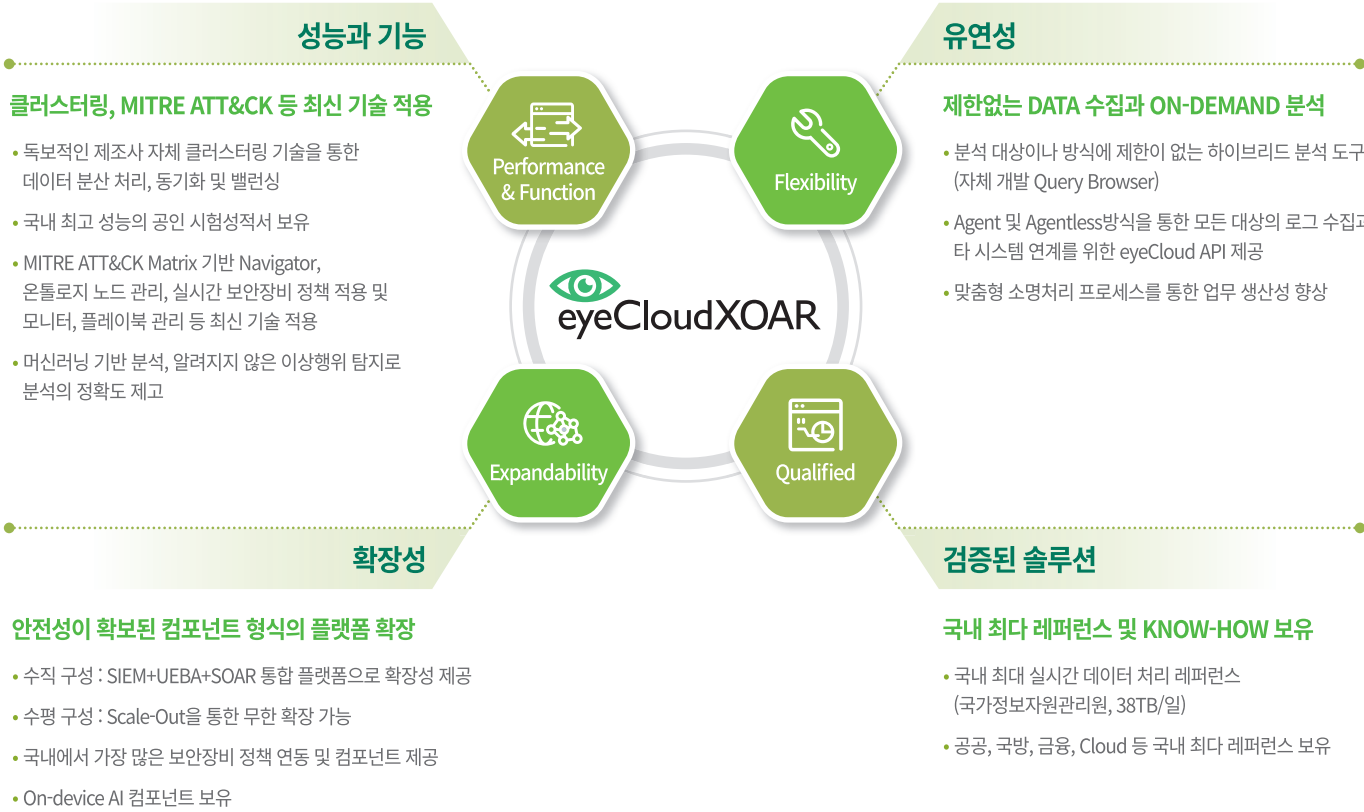 성능과 기능
클러스터링, MITRE ATT&CK 등 최신 기술 적용
• 독보적인 제조사 자체 클러스터링 기술을 통한
데이터 분산 처리, 동기화 및 밸런싱
• 국내 최고 성능의 공인 시험성적서 보유
• MITRE ATT&CK Matrix 기반 Navigator,
온톨로지 노드 관리, 실시간 보안장비 정책 적용 및
모니터, 플레이북 관리 등 최신 기술 적용
• 머신러닝 기반 분석, 알려지지 않은 이상행위 탐지로
분석의 정확도 제고
Performance
& Function
유연성
제한없는 DATA 수집과 ON-DEMAND 분석
• 분석 대상이나 방식에 제한이 없는 하이브리드 분석 도구
(자체 개발 Query Browser)
• Agent 및 Agentless방식을 통한 모든 대상의 로그 수집과
타 시스템 연계를 위한 eyeCloud API 제공
• 맞춤형 소명처리 프로세스를 통한 업무 생산성 향상
Flexibility
eyeCloudXOAR
Expandability
Qualified
확장성
안전성이 확보된 컴포넌트 형식의 플랫폼 확장
• 수직 구성 : SIEM+UEBA+SOAR 통합 플랫폼으로 확장성 제공
• 수평 구성 : Scale-Out을 통한 무한 확장 가능
• 국내에서 가장 많은 보안장비 정책 연동 및 컴포넌트 제공
• On-device AI 컴포넌트 보유
검증된 솔루션
국내 최다 레퍼런스 및 KNOW-HOW 보유
• 국내 최대 실시간 데이터 처리 레퍼런스
(국가정보자원관리원, 38TB/일)
• 공공, 국방, 금융, Cloud 등 국내 최다 레퍼런스 보유